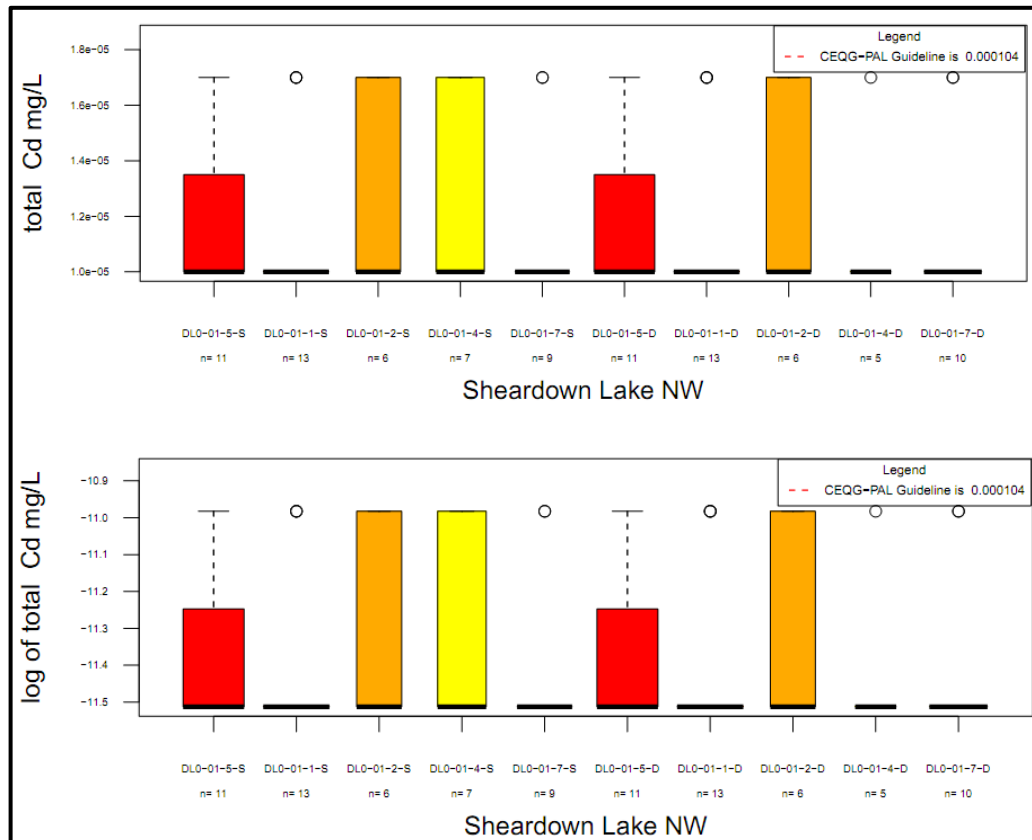 Legend
CEQG-PAL Guideline is 0.000104
total Cd mg/L
1.8e-05
1.6e-05
1.4e-05
1.2e-05
1.0e-05
DL0-01-5-S DL0-01-1-S DL0-01-2-S DL0-01-4-S DL0-01-7-S DL0-01-5-D DL0-01-1-D DL0-01-2-D DL0-01-4-D DL0-01-7-D
n= 11 n= 13 n= 6 n= 7 n= 9 n= 11 n= 13 n= 6 n= 5 n= 10
Sheardown Lake NW
Legend
CEQG-PAL Guideline is 0.000104
log of total Cd mg/L
-10.9
-11.0
-11.1
-11.2
-11.3
-11.4
-11.5
DL0-01-5-S DL0-01-1-S DL0-01-2-S DL0-01-4-S DL0-01-7-S DL0-01-5-D DL0-01-1-D DL0-01-2-D DL0-01-4-D DL0-01-7-D
n= 11 n= 13 n= 6 n= 7 n= 9 n= 11 n= 13 n= 6 n= 5 n= 10
Sheardown Lake NW